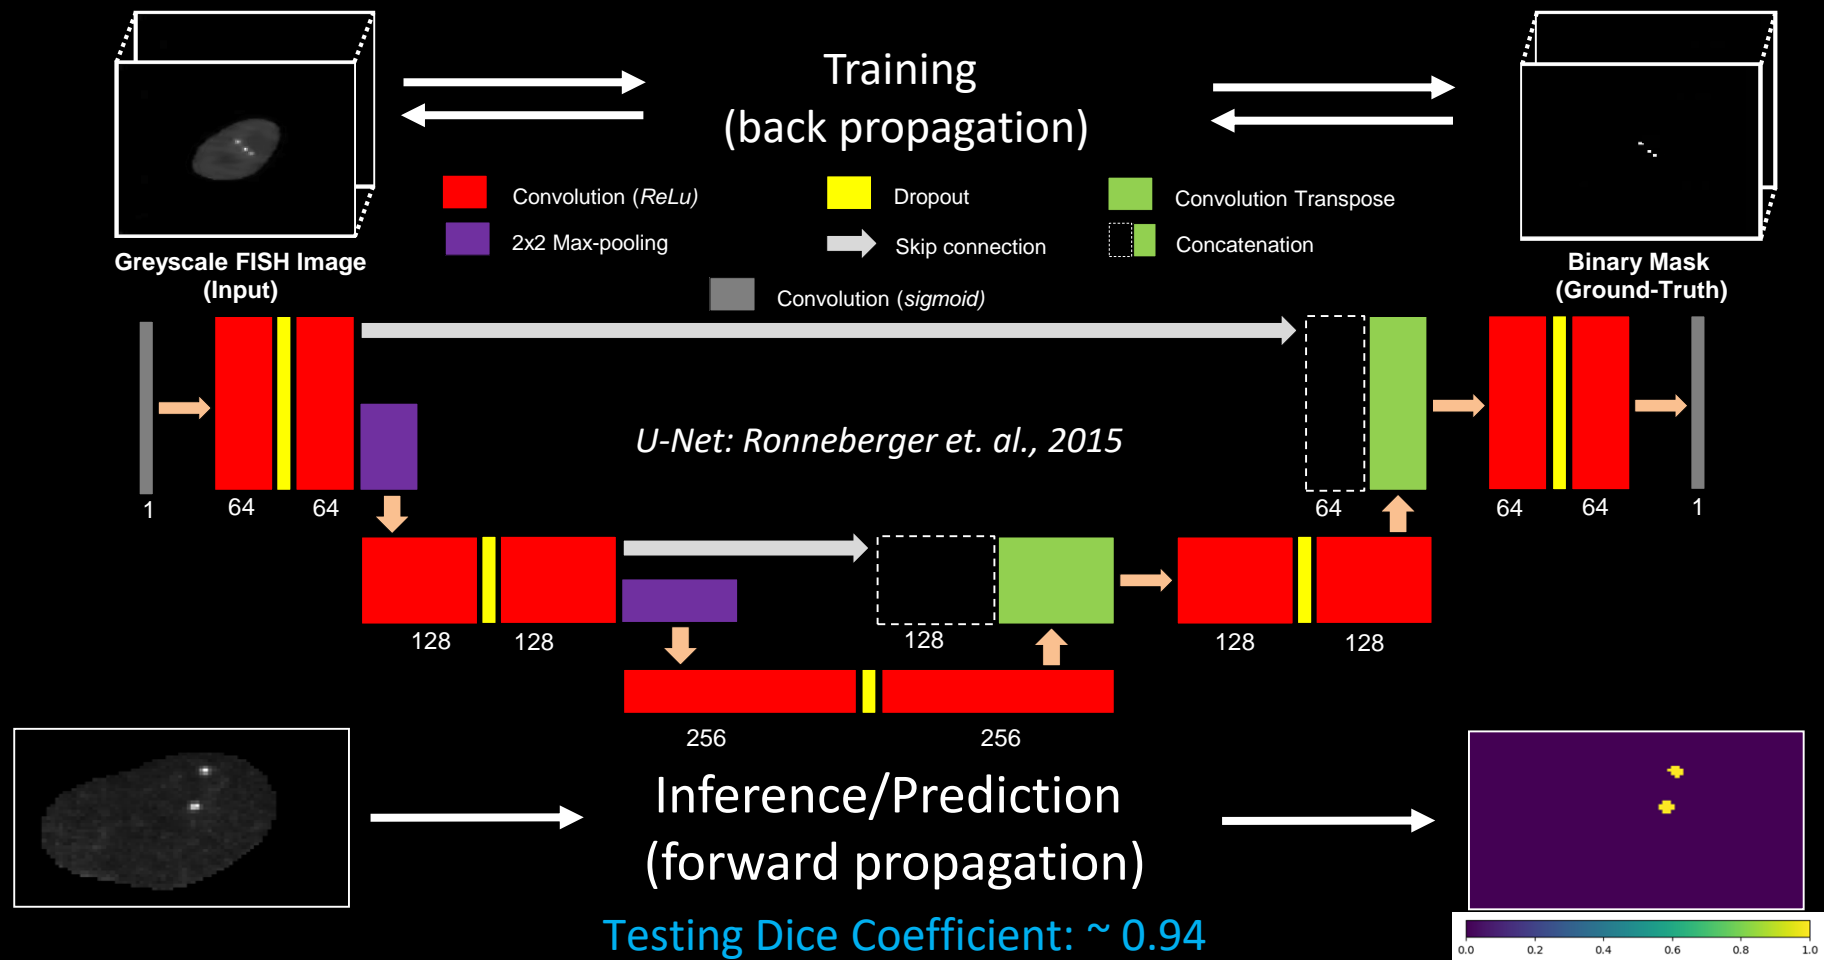 Training
(back propagation)
Convolution (ReLu)
Dropout
Convolution Transpose
2x2 Max-pooling
Skip connection
Concatenation
Convolution (sigmoid)
Greyscale FISH Image
(Input)
Binary Mask
(Ground-Truth)
U-Net: Ronneberger et. al., 2015
1
64
64
64
64
64
1
128
128
128
128
128
256
256
Inference/Prediction
(forward propagation)
Testing Dice Coefficient: ~ 0.94
0.0
0.2
0.4
0.6
0.8
1.0